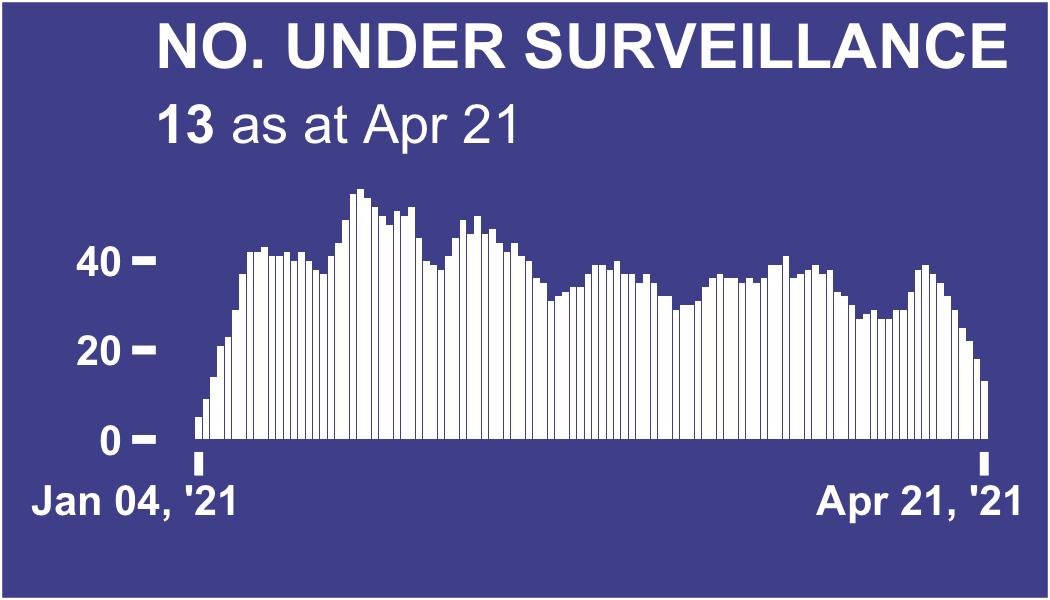 NO. UNDER SURVEILLANCE
13 as at Apr 21
40
20
0
Jan 04, '21
Apr 21, '21